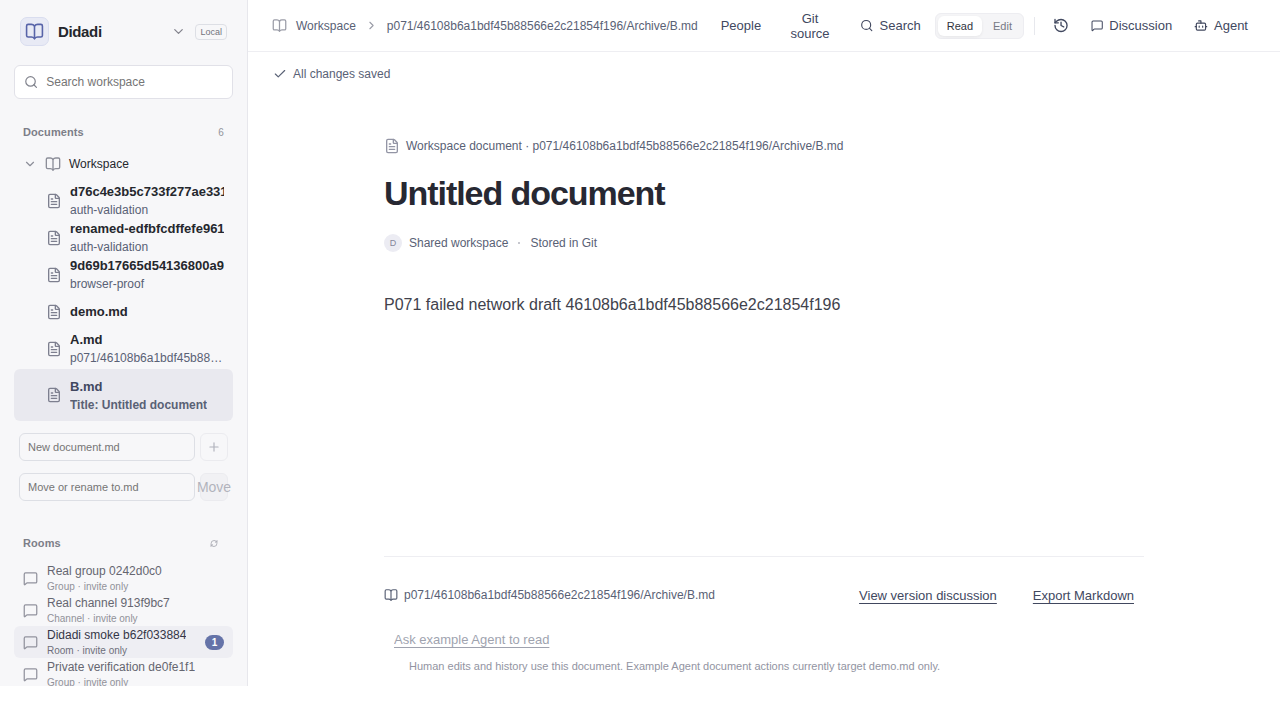 Didadi
Local
Search workspace
Documents 6
Workspace
d76c4e3b5c733f277ae331
auth-validation
renamed-edfbfcdffefe961
auth-validation
9d69b17665d54136800a9
browser-proof
demo.md
A.md
p071/46108b6a1bdf45b88…
B.md
Title: Untitled document
New document.md
Move or rename to.md Move
Rooms
Real group 0242d0c0
Group · invite only
Real channel 913f9bc7
Channel · invite only
Didadi smoke b62f033884
Room · invite only
1
Private verification de0fe1f1
Group · invite only
Workspace p071/46108b6a1bdf45b88566e2c21854f196/Archive/B.md People Git source Search Read Edit Discussion Agent
All changes saved
Workspace document · p071/46108b6a1bdf45b88566e2c21854f196/Archive/B.md
Untitled document
D Shared workspace · Stored in Git
P071 failed network draft 46108b6a1bdf45b88566e2c21854f196
p071/46108b6a1bdf45b88566e2c21854f196/Archive/B.md View version discussion Export Markdown
Ask example Agent to read
Human edits and history use this document. Example Agent document actions currently target demo.md only.